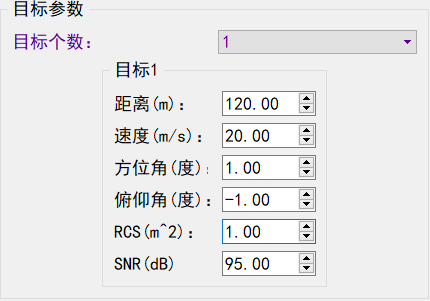 目标参数
目标个数： 1
目标1
距离(m)： 120.00
速度(m/s)： 20.00
方位角(度)： 1.00
俯仰角(度)： -1.00
RCS(m^2)： 1.00
SNR(dB) 95.00